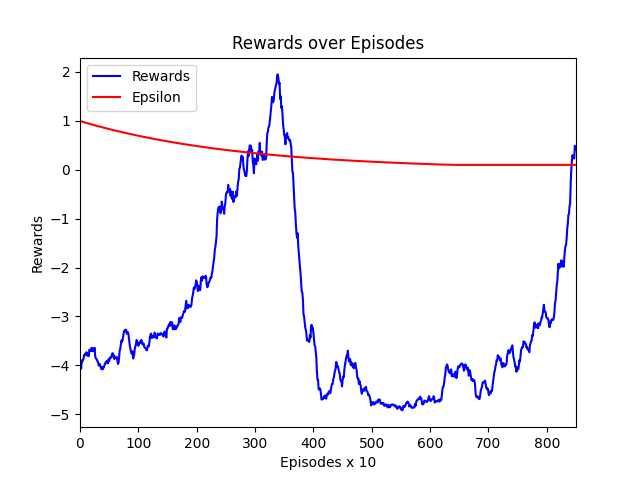 Rewards over Episodes
Rewards
Epsilon
2
1
0
−1
−2
−3
−4
−5
Rewards
0 100 200 300 400 500 600 700 800
Episodes x 10